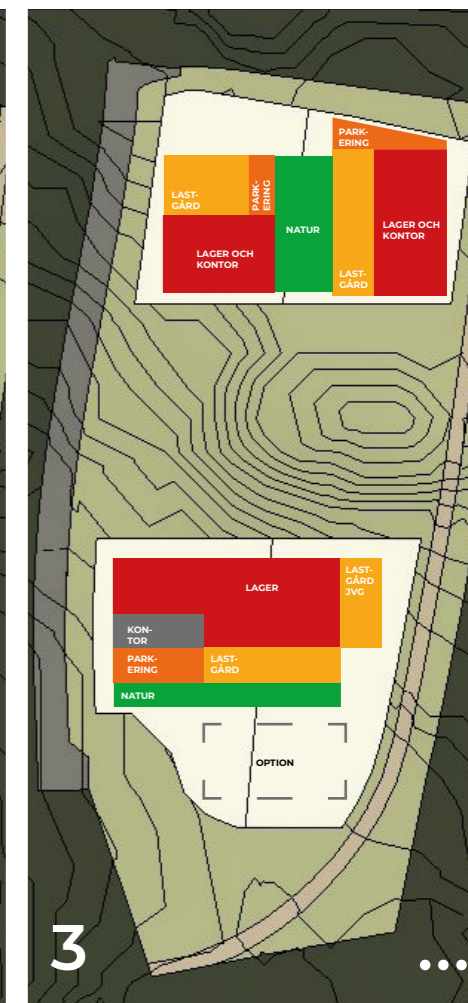 PARK-
ERING
LAST-
GÅRD
PARK-
ERING
NATUR
LAGER OCH
KONTOR
LAGER OCH
KONTOR
LAST-
GÅRD
LAGER
LAST-
GÅRD
JVG
KON-
TOR
PARK-
ERING
LAST-
GÅRD
NATUR
OPTION
3
...